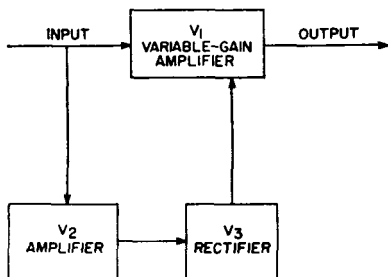 INPUT
V1
VARIABLE-GAIN
AMPLIFIER
OUTPUT
V2
AMPLIFIER
V3
RECTIFIER